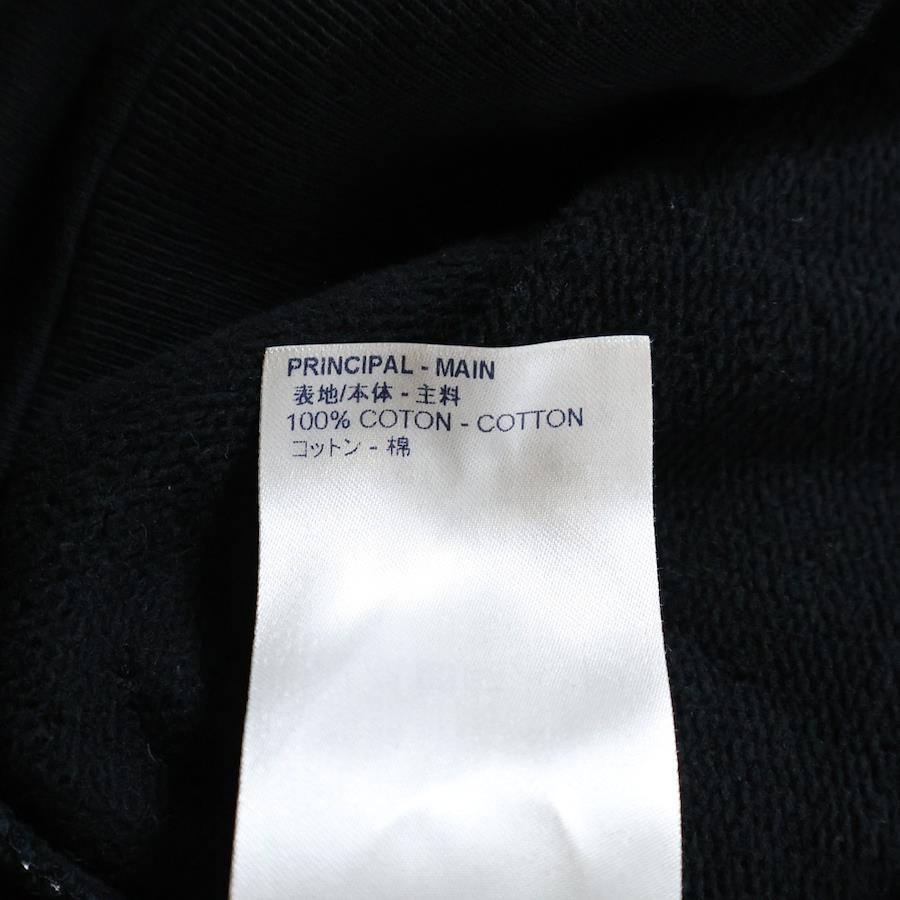 PRINCIPAL - MAIN
表地/本体 - 主料
100% COTON - COTTON
コットン - 棉